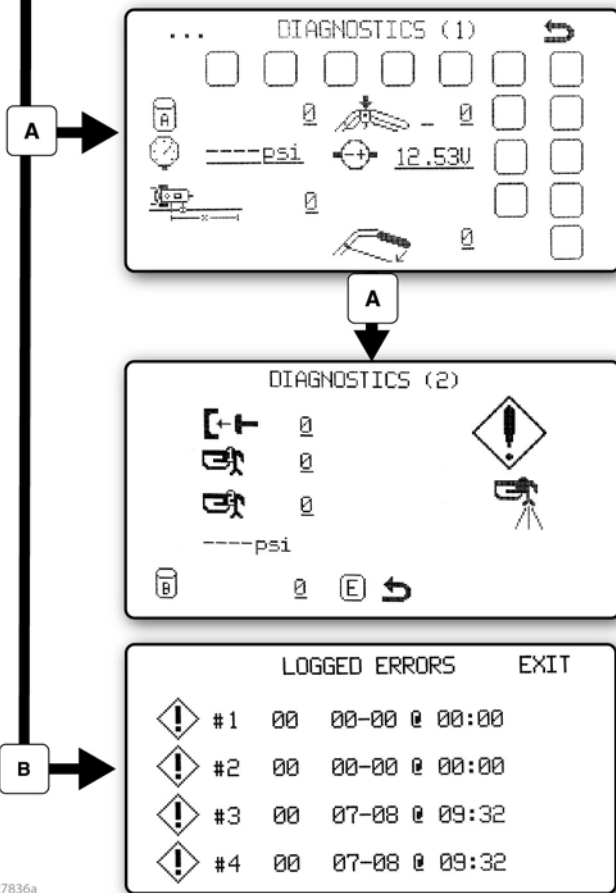 ... DIAGNOSTICS (1)
A 0 _ 0
A ----psi -+ 12.53V
0
0
A
DIAGNOSTICS (2)
0
0
0
----psi
B 0 E
LOGGED ERRORS EXIT
! #1 00 00-00 @ 00:00
! #2 00 00-00 @ 00:00
B ! #3 00 07-08 @ 09:32
! #4 00 07-08 @ 09:32
7836a